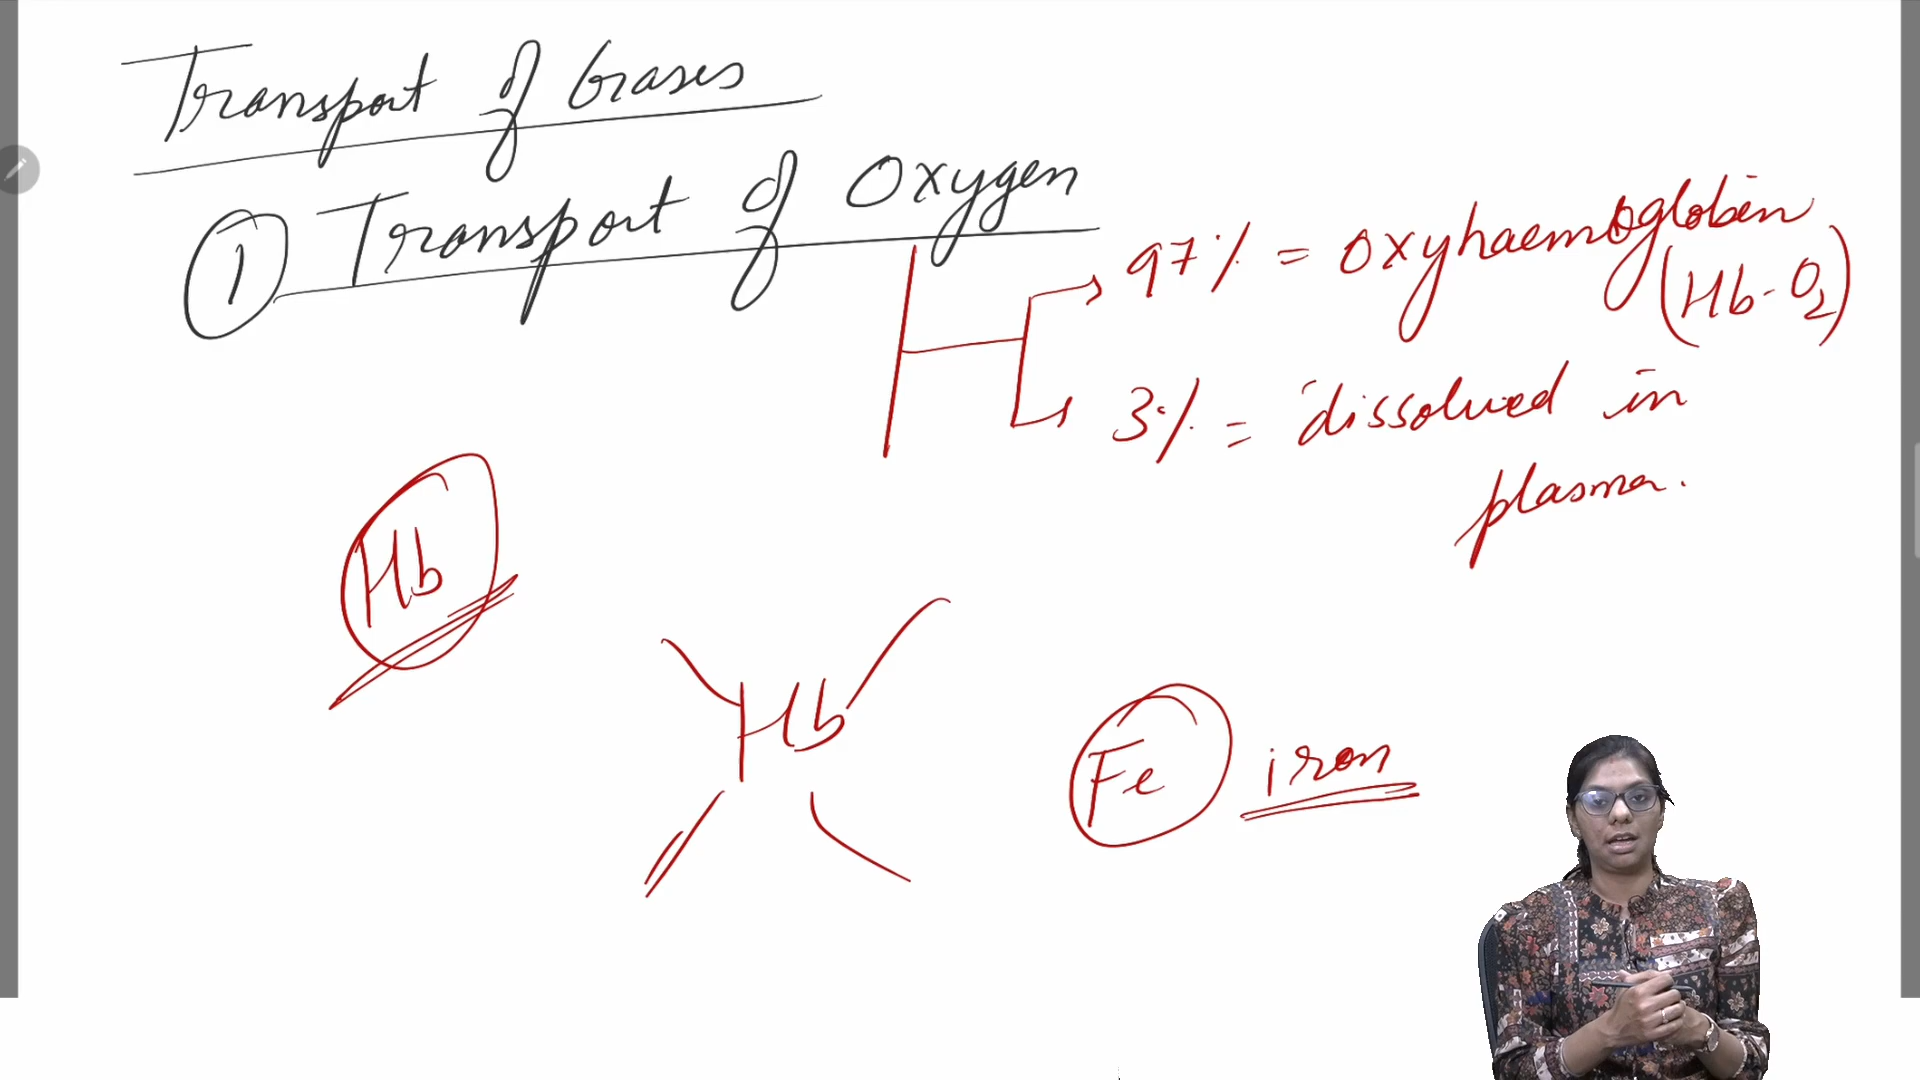 Transport of Gases
① Transport of Oxygen
97% = Oxyhaemoglobin
(Hb-O₂)
3% = dissolved in
plasma.
Hb
Hb
Fe iron